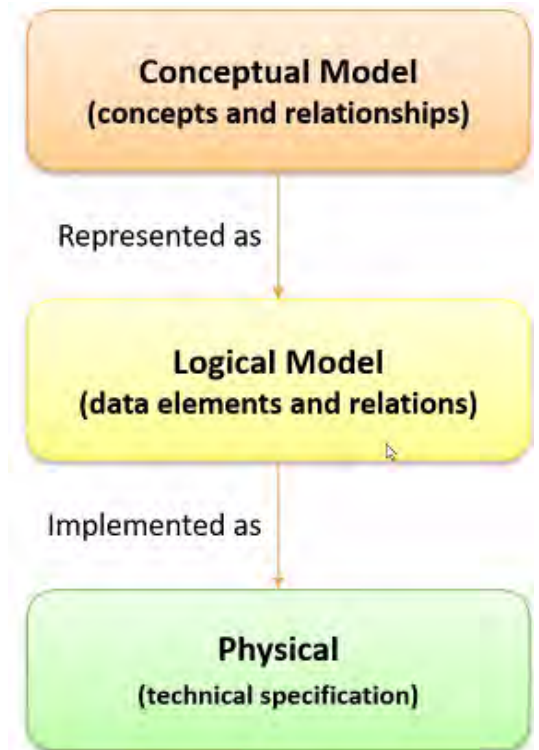 Conceptual Model
(concepts and relationships)
Represented as
Logical Model
(data elements and relations)
Implemented as
Physical
(technical specification)